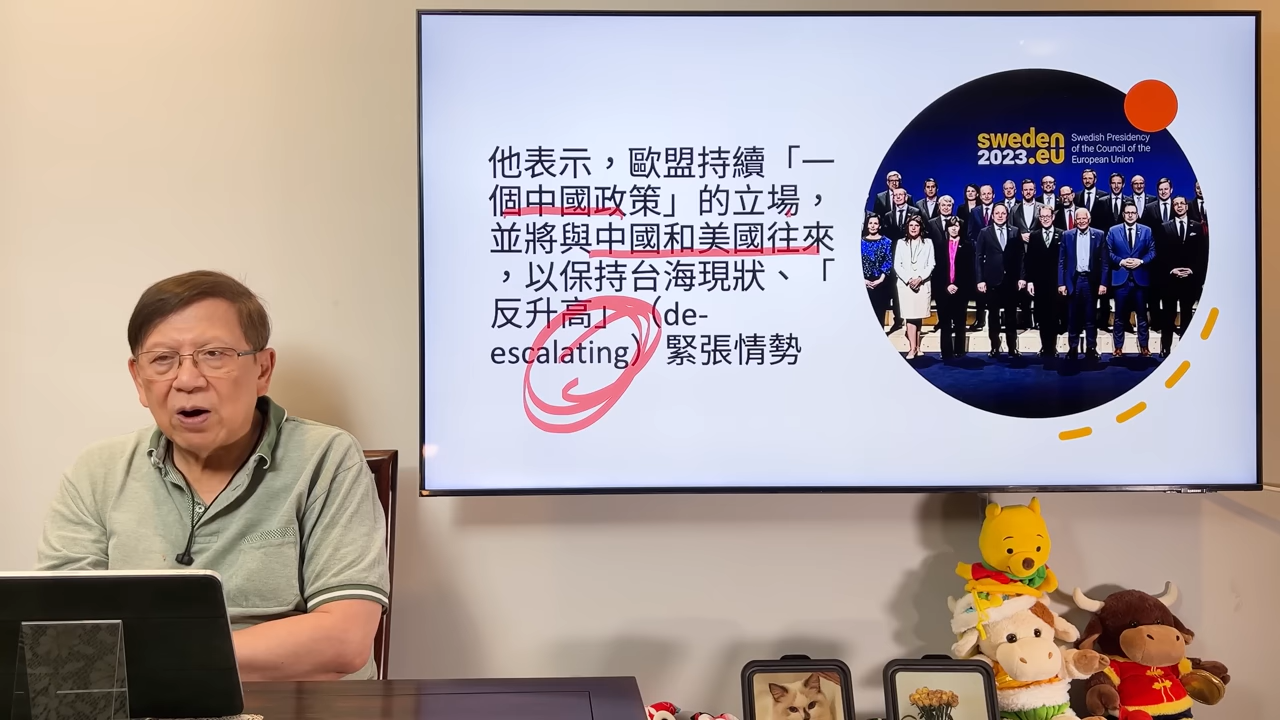 他表示，歐盟持續「一
個中國政策」的立場，
並將與中國和美國往來
，以保持台海現狀、「
反升高」（de-
escalating）緊張情勢
sweden
2023.eu
Swedish Presidency
of the Council of the
European Union
SAMSUNG